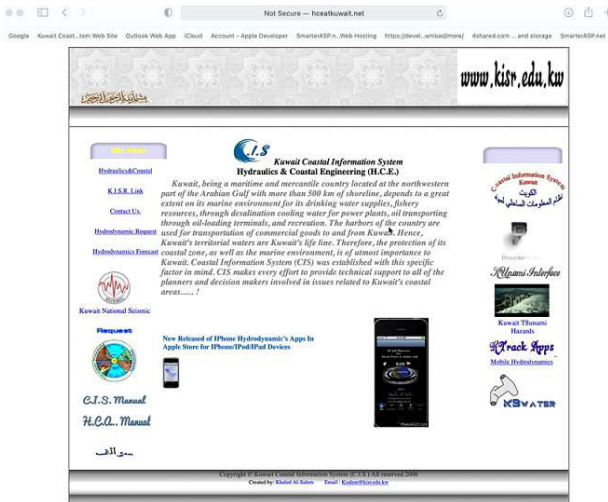 Not Secure — hceatkuwait.net
Google Kuwait Coast...tem Web Site Outlook Web App iCloud Account – Apple Developer SmarterASP.n..Web Hosting https://devel...wnload/more/ 4shared.com ... and storage SmarterASP.net
www.kisr.edu.kw
C.I.S
Kuwait Coastal Information System
Hydraulics & Coastal Engineering (H.C.E.)
Kuwait, being a maritime and mercantile country located at the northwestern
part of the Arabian Gulf with more than 500 km of shoreline, depends to a great
extent on its marine environment for its drinking water supplies, fishery
resources, through desalination cooling water for power plants, oil transporting
through oil-loading terminals, and recreation. The harbors of the country are
used for transportation of commercial goods to and from Kuwait. Hence,
Kuwait's territorial waters are Kuwait's life line. Therefore, the protection of its
coastal zone, as well as the marine environment, is of utmost importance to
Kuwait. Coastal Information System (CIS) was established with this specific
factor in mind. CIS makes every effort to provide technical support to all of the
planners and decision makers involved in issues related to Kuwait's coastal
areas...... !
Hydraulics&Coastal
K.I.S.R. Link
Contact Us.
Hydrodynamic Request
Hydrodynamics Forecast
Kuwait National Seismic
Request
C.I.S. Manual
H.C.A.. Manual
New Released of IPhone Hydrodynamic's Apps In
Apple Store for IPhone/IPod/IPad Devices
Coastal Information System
Kuwait
الكويت
نظام المعلومات الساحلي لدولة
KUnami-Interface
Kuwait TSunami
Hazards
KTrack Apps
Mobile Hydrodynamics
KSWATER
Copyright © Kuwait Coastal Information System (C.I.S.) All reserved 2006
Created by: Khaled Al-Salem Email : Ksalem@kisr.edu.kw